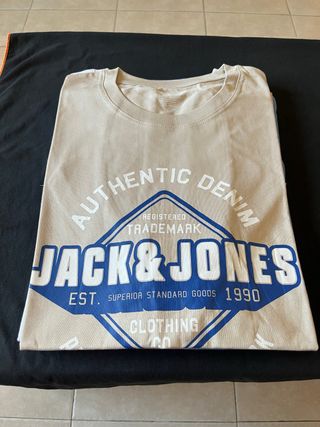 AUTHENTIC DENIM
REGISTERED
TRADEMARK
JACK&JONES
EST. SUPERIOR STANDARD GOODS 1990
CLOTHING
CO